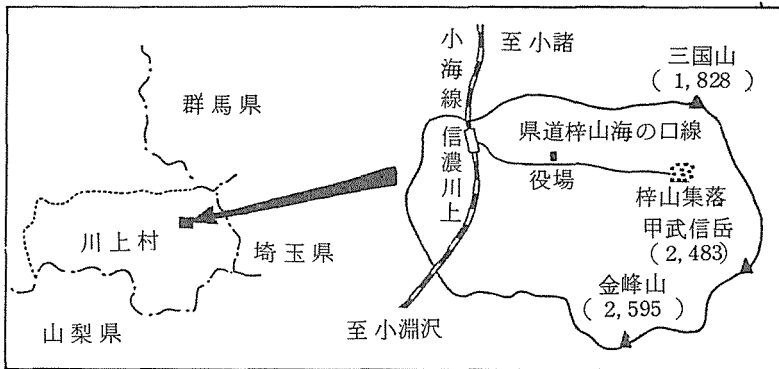 群馬県
川上村
埼玉県
山梨県
小海線
至小諸
三国山
(1,828)
信濃川上
県道梓山海の口線
役場
梓山集落
甲武信岳
(2,483)
金峰山
(2,595)
至小淵沢